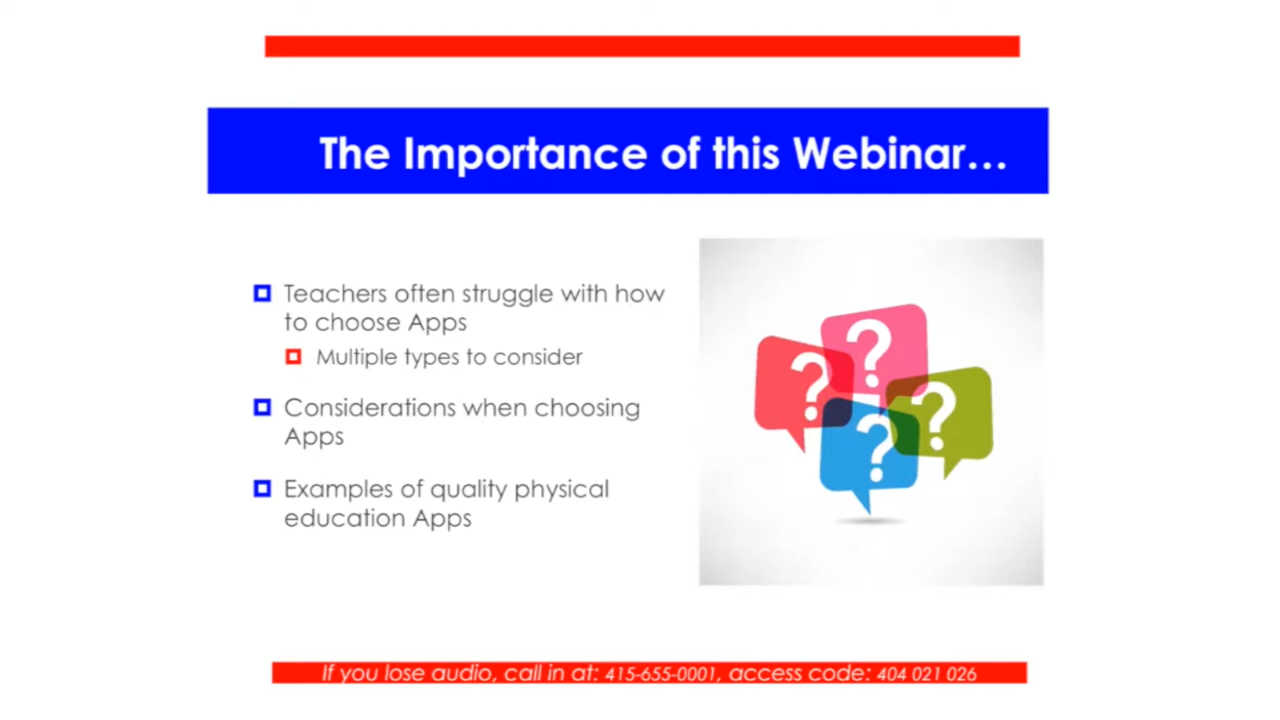 The Importance of this Webinar...
Teachers often struggle with how
to choose Apps
Multiple types to consider
Considerations when choosing
Apps
Examples of quality physical
education Apps
? ? ? ?
If you lose audio, call in at: 415-655-0001, access code: 404 021 026